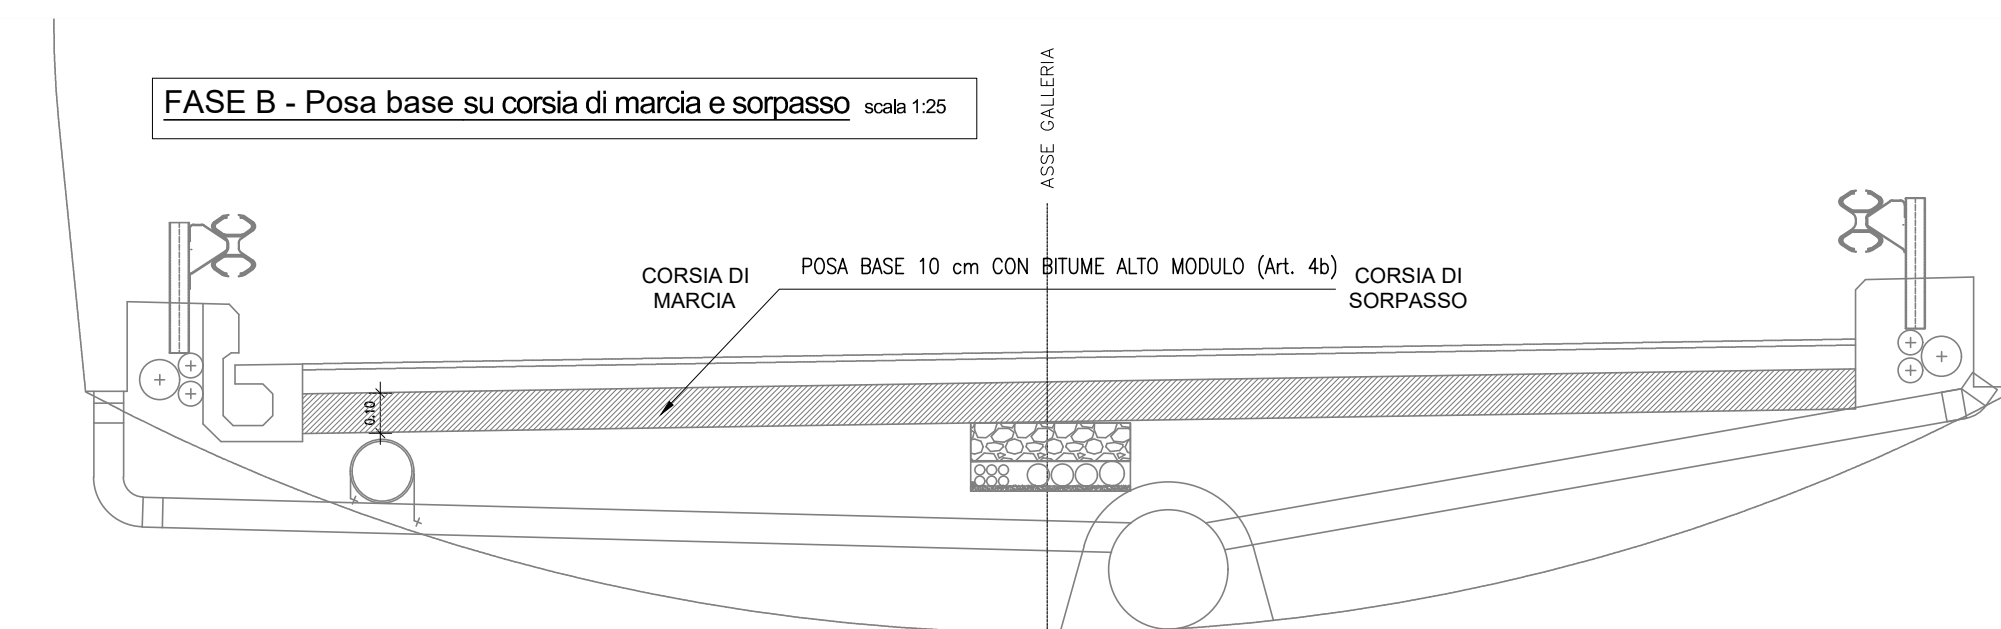 FASE B - Posa base su corsia di marcia e sorpasso scala 1:25
ASSE GALLERIA
POSA BASE 10 cm CON BITUME ALTO MODULO (Art. 4b)
CORSIA DI
MARCIA
CORSIA DI
SORPASSO
0.10